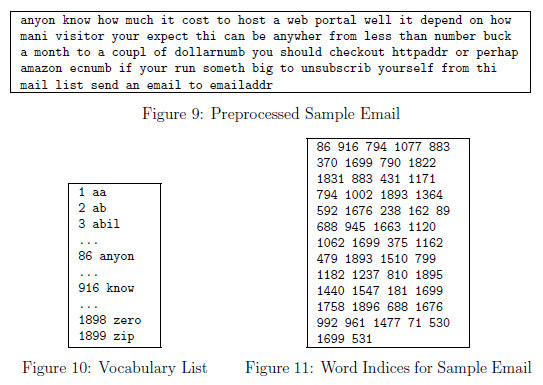 anyon know how much it cost to host a web portal well it depend on how
mani visitor your expect thi can be anywher from less than number buck
a month to a coupl of dollarnumb you should checkout httpaddr or perhap
amazon ecnumb if your run someth big to unsubscrib yourself from thi
mail list send an email to emailaddr
Figure 9: Preprocessed Sample Email
1 aa
2 ab
3 abil
...
86 anyon
...
916 know
...
1898 zero
1899 zip
Figure 10: Vocabulary List
86 916 794 1077 883
370 1699 790 1822
1831 883 431 1171
794 1002 1893 1364
592 1676 238 162 89
688 945 1663 1120
1062 1699 375 1162
479 1893 1510 799
1182 1237 810 1895
1440 1547 181 1699
1758 1896 688 1676
992 961 1477 71 530
1699 531
Figure 11: Word Indices for Sample Email